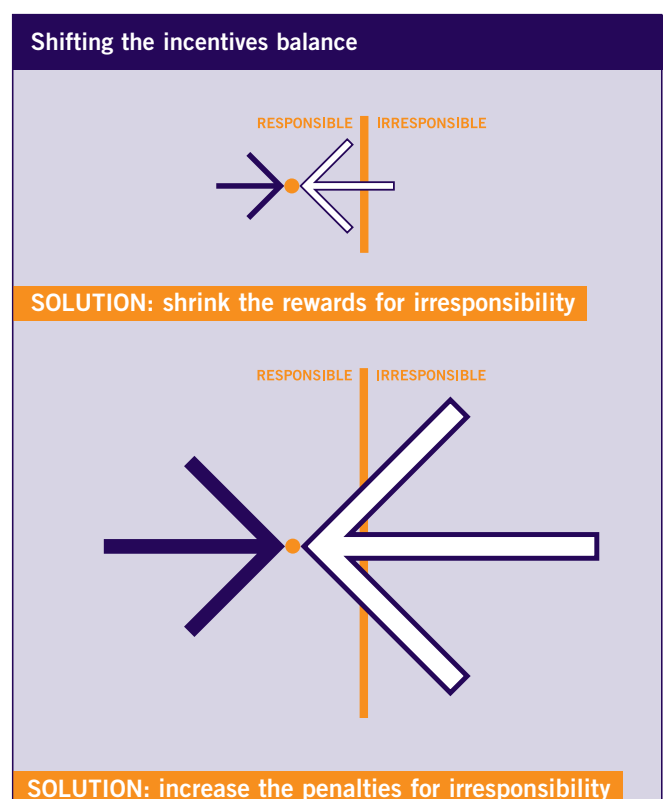 Shifting the incentives balance
RESPONSIBLE IRRESPONSIBLE
SOLUTION: shrink the rewards for irresponsibility
RESPONSIBLE IRRESPONSIBLE
SOLUTION: increase the penalties for irresponsibility